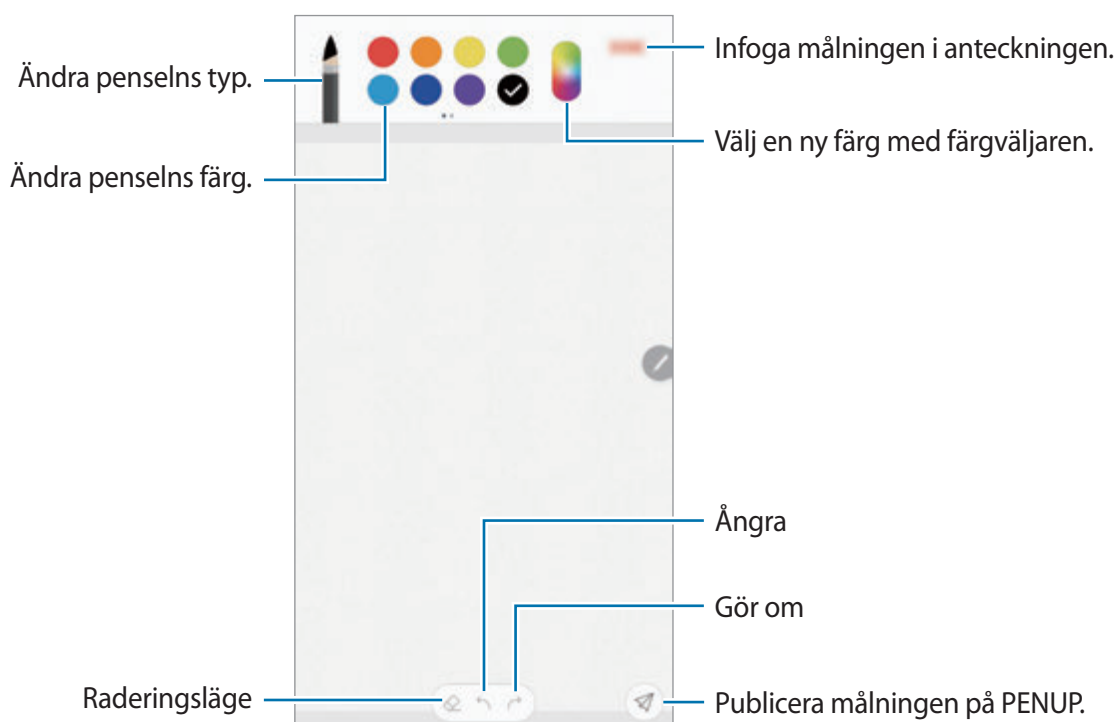 Infoga målningen i anteckningen.
Ändra penselns typ.
Välj en ny färg med färgväljaren.
Ändra penselns färg.
Ångra
Gör om
Raderingsläge
Publicera målningen på PENUP.